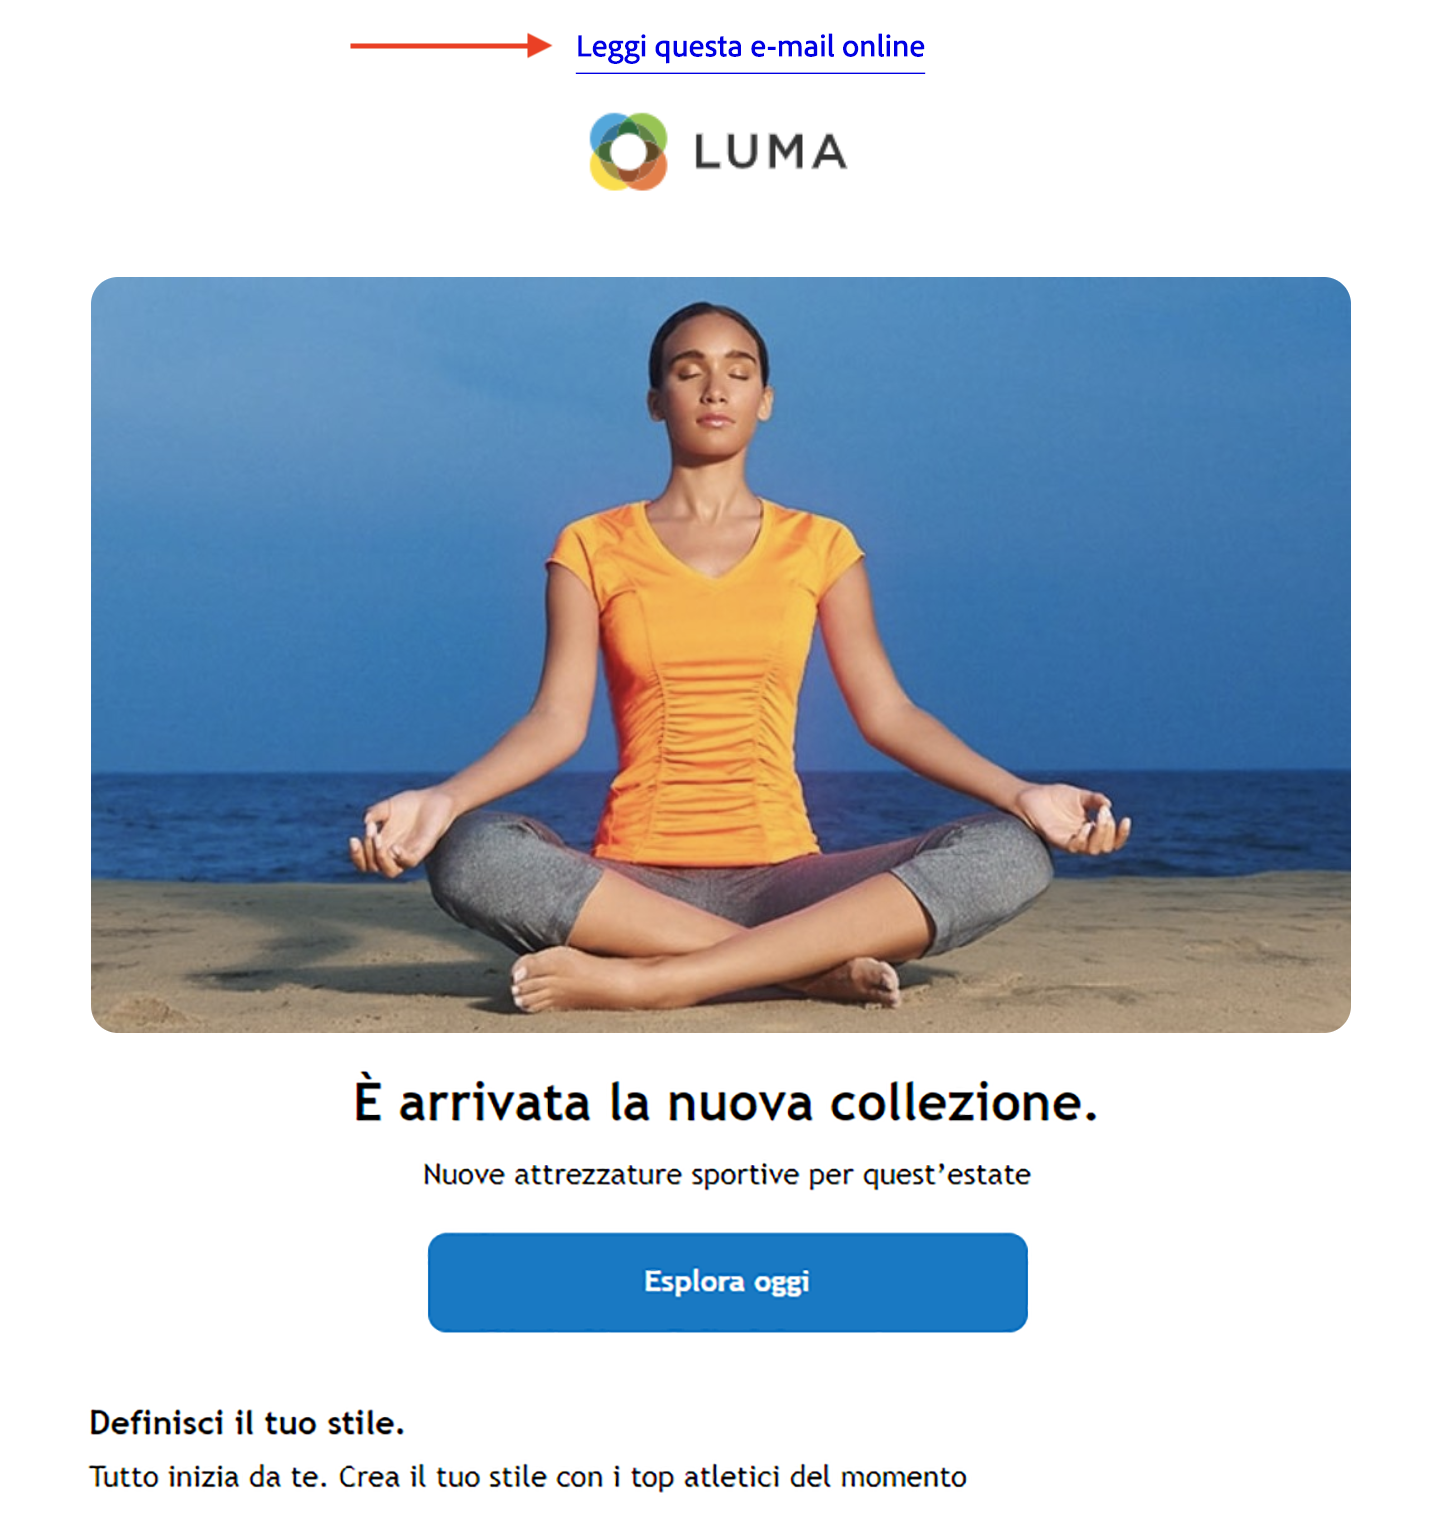 Leggi questa e-mail online
LUMA
È arrivata la nuova collezione.
Nuove attrezzature sportive per quest’estate
Esplora oggi
Definisci il tuo stile.
Tutto inizia da te. Crea il tuo stile con i top atletici del momento